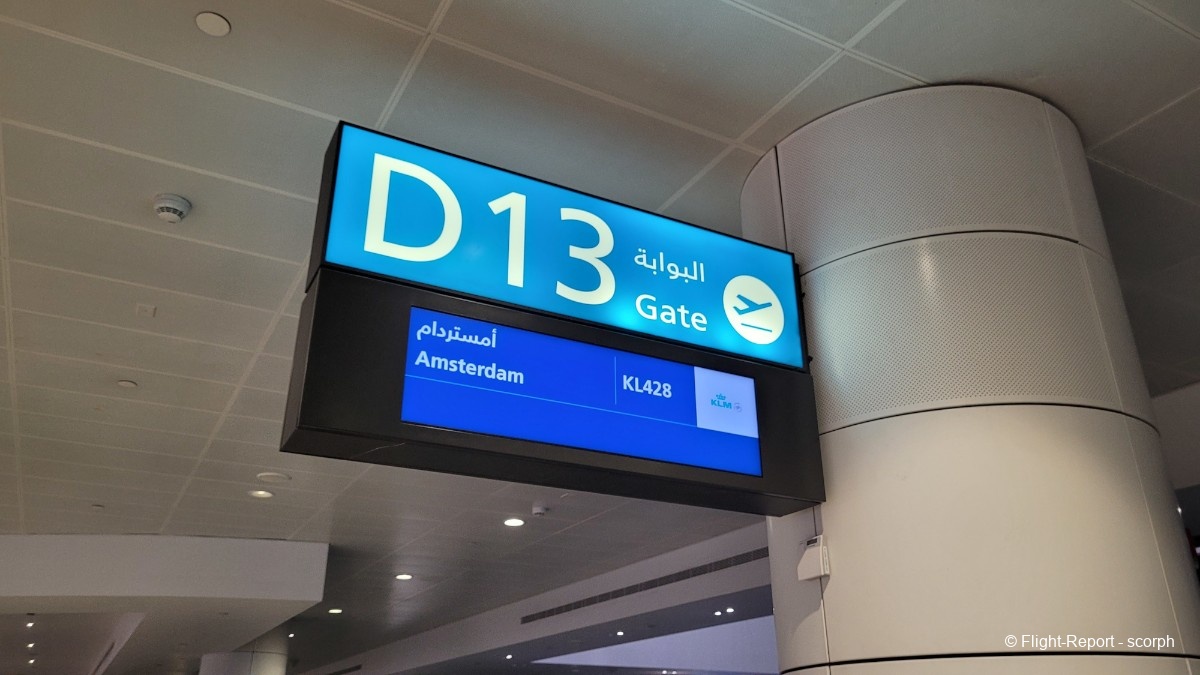 D13
البوابة
Gate
أمستردام
Amsterdam
KL428
KLM
© Flight-Report - scorph